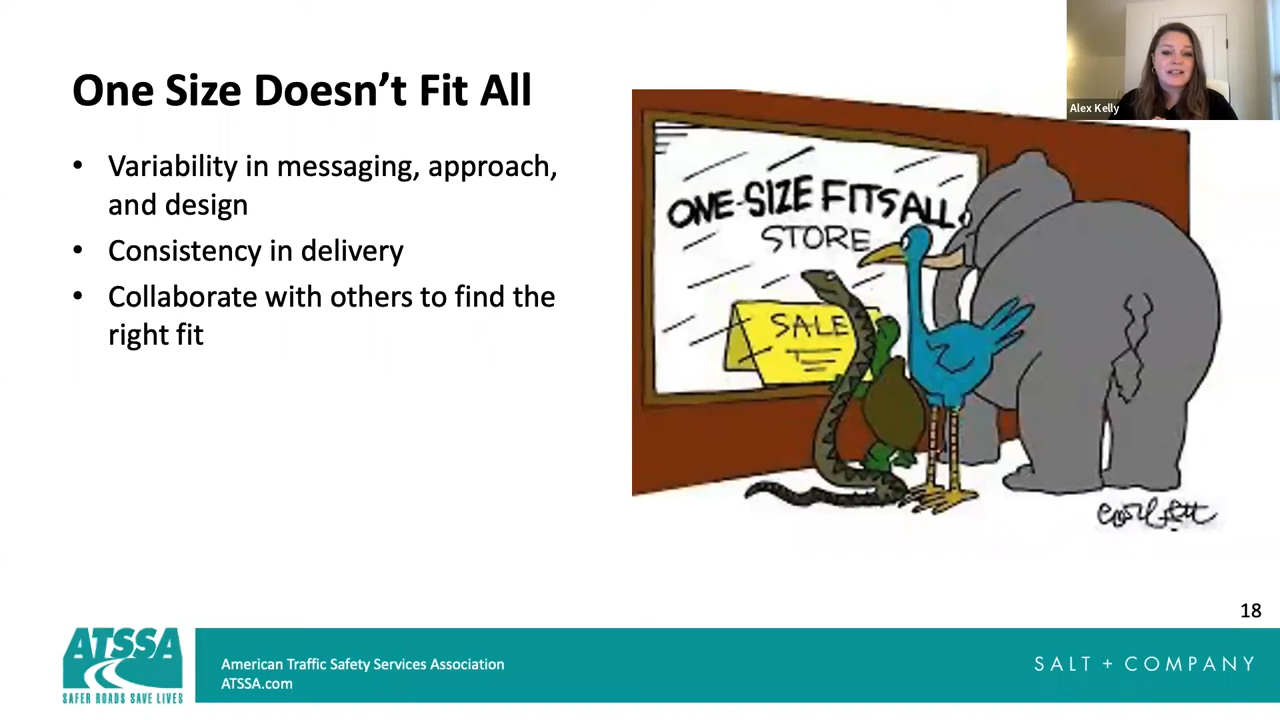 One Size Doesn’t Fit All
• Variability in messaging, approach,
and design
• Consistency in delivery
• Collaborate with others to find the
right fit
Alex Kelly
ONE-SIZE FITS ALL
STORE
SALE
18
ATSSA
SAFER ROADS SAVE LIVES
American Traffic Safety Services Association
ATSSA.com
SALT + COMPANY